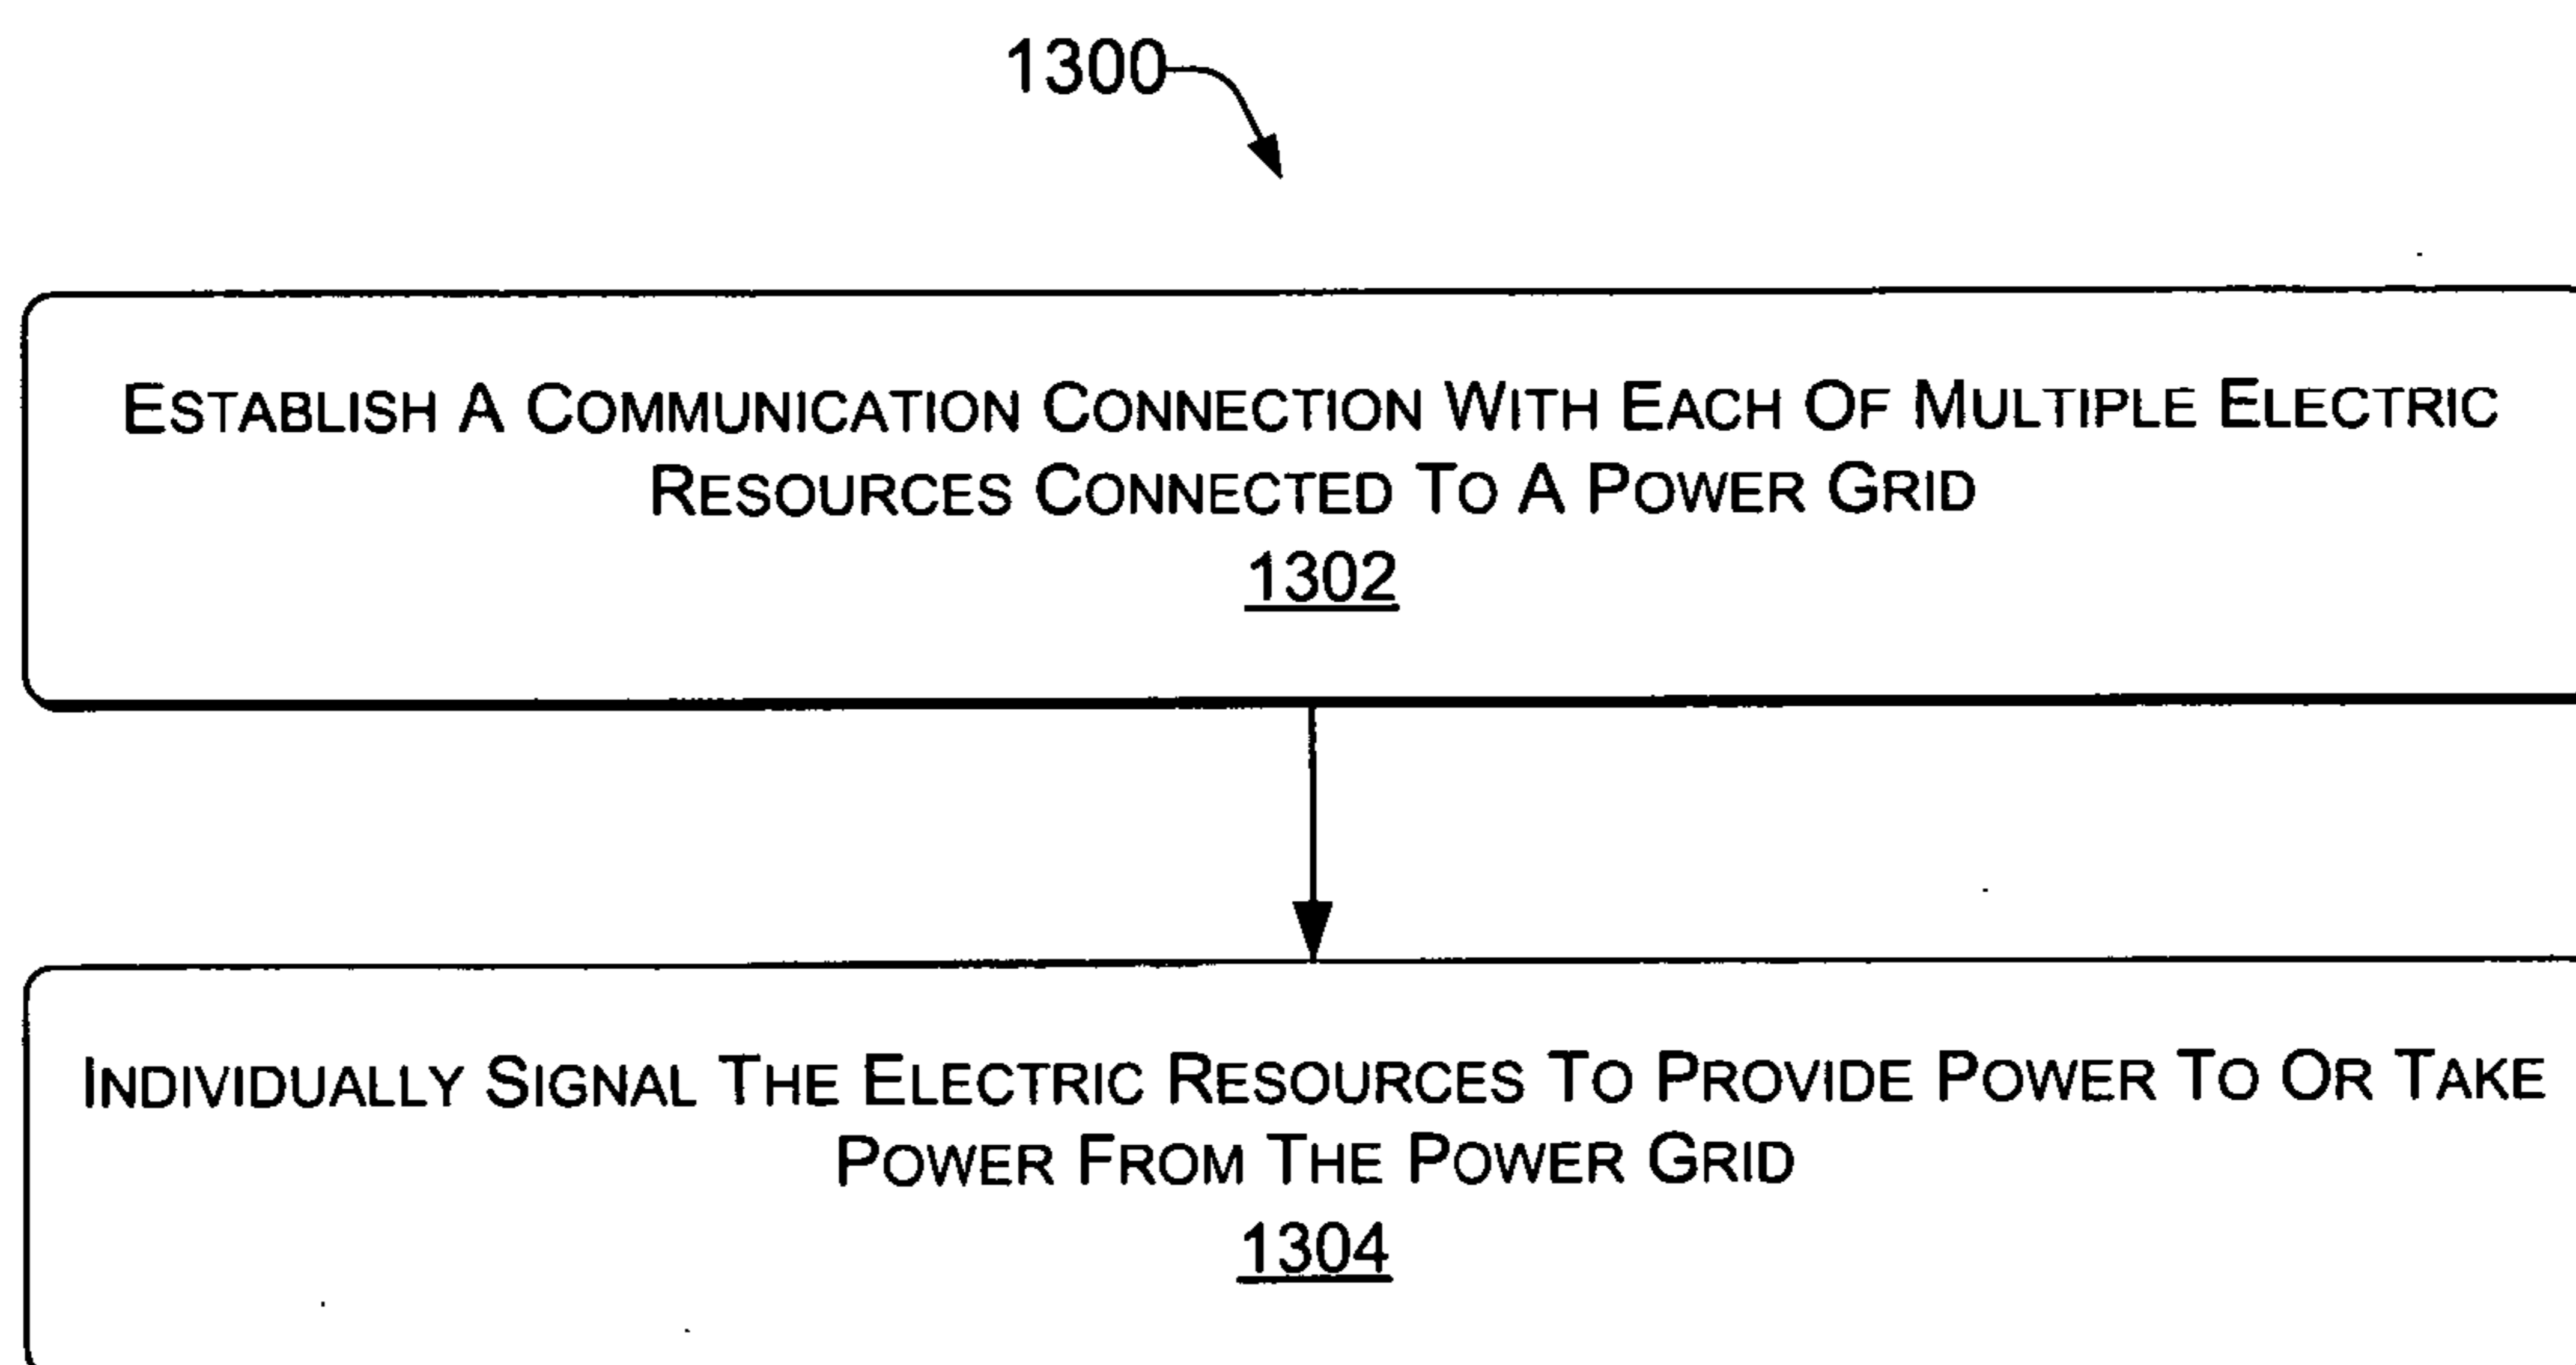 1300
ESTABLISH A COMMUNICATION CONNECTION WITH EACH OF MULTIPLE ELECTRIC
RESOURCES CONNECTED TO A POWER GRID
1302
INDIVIDUALLY SIGNAL THE ELECTRIC RESOURCES TO PROVIDE POWER TO OR TAKE
POWER FROM THE POWER GRID
1304